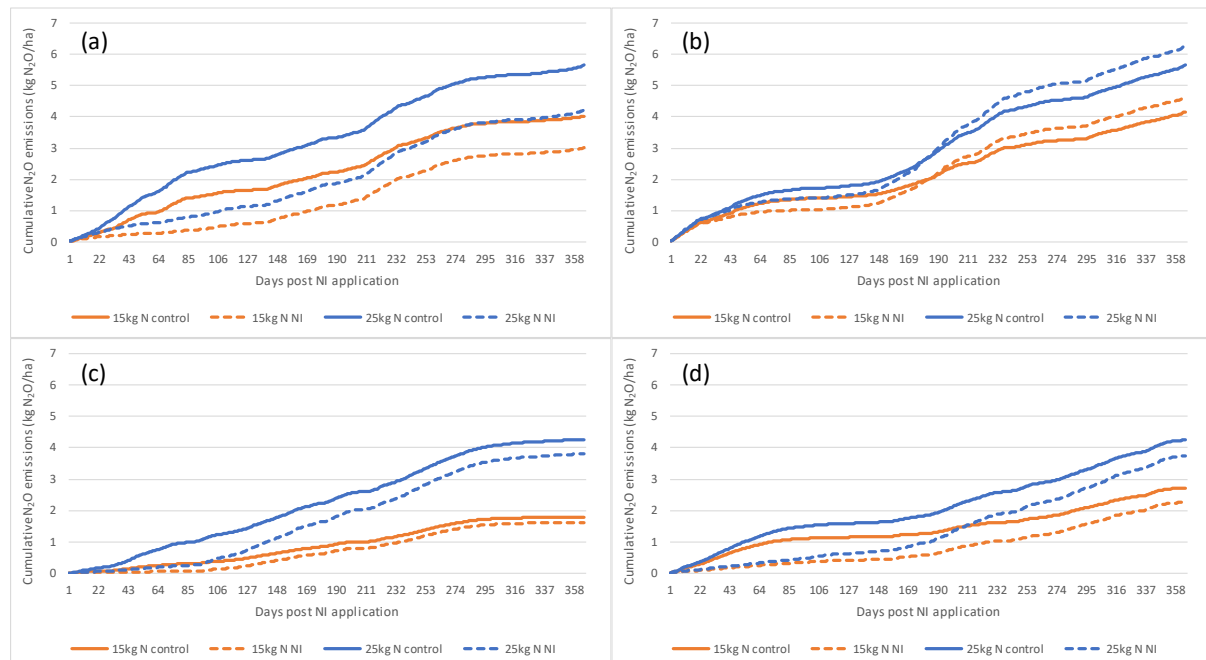 (a)
Cumulative N₂O emisssions (kg N₂O/ha)
7
6
5
4
3
2
1
0
1 22 43 64 85 106 127 148 169 190 211 232 253 274 295 316 337 358
Days post NI application
15kg N control 15kg N NI 25kg N control 25kg N NI
(b)
Cumulative N₂O emisssions (kg N₂O/ha)
7
6
5
4
3
2
1
0
1 22 43 64 85 106 127 148 169 190 211 232 253 274 295 316 337 358
Days post NI application
15kg N control 15kg N NI 25kg N control 25kg N NI
(c)
Cumulative N₂O emissions (kg N₂O/ha)
7
6
5
4
3
2
1
0
1 22 43 64 85 106 127 148 169 190 211 232 253 274 295 316 337 358
Days post NI application
15kg N control 15kg N NI 25kg N control 25kg N NI
(d)
Cumulative N₂O emissions (kg N₂O/ha)
7
6
5
4
3
2
1
0
1 22 43 64 85 106 127 148 169 190 211 232 253 274 295 316 337 358
Days post NI application
15kg N control 15kg N NI 25kg N control 25kg N NI